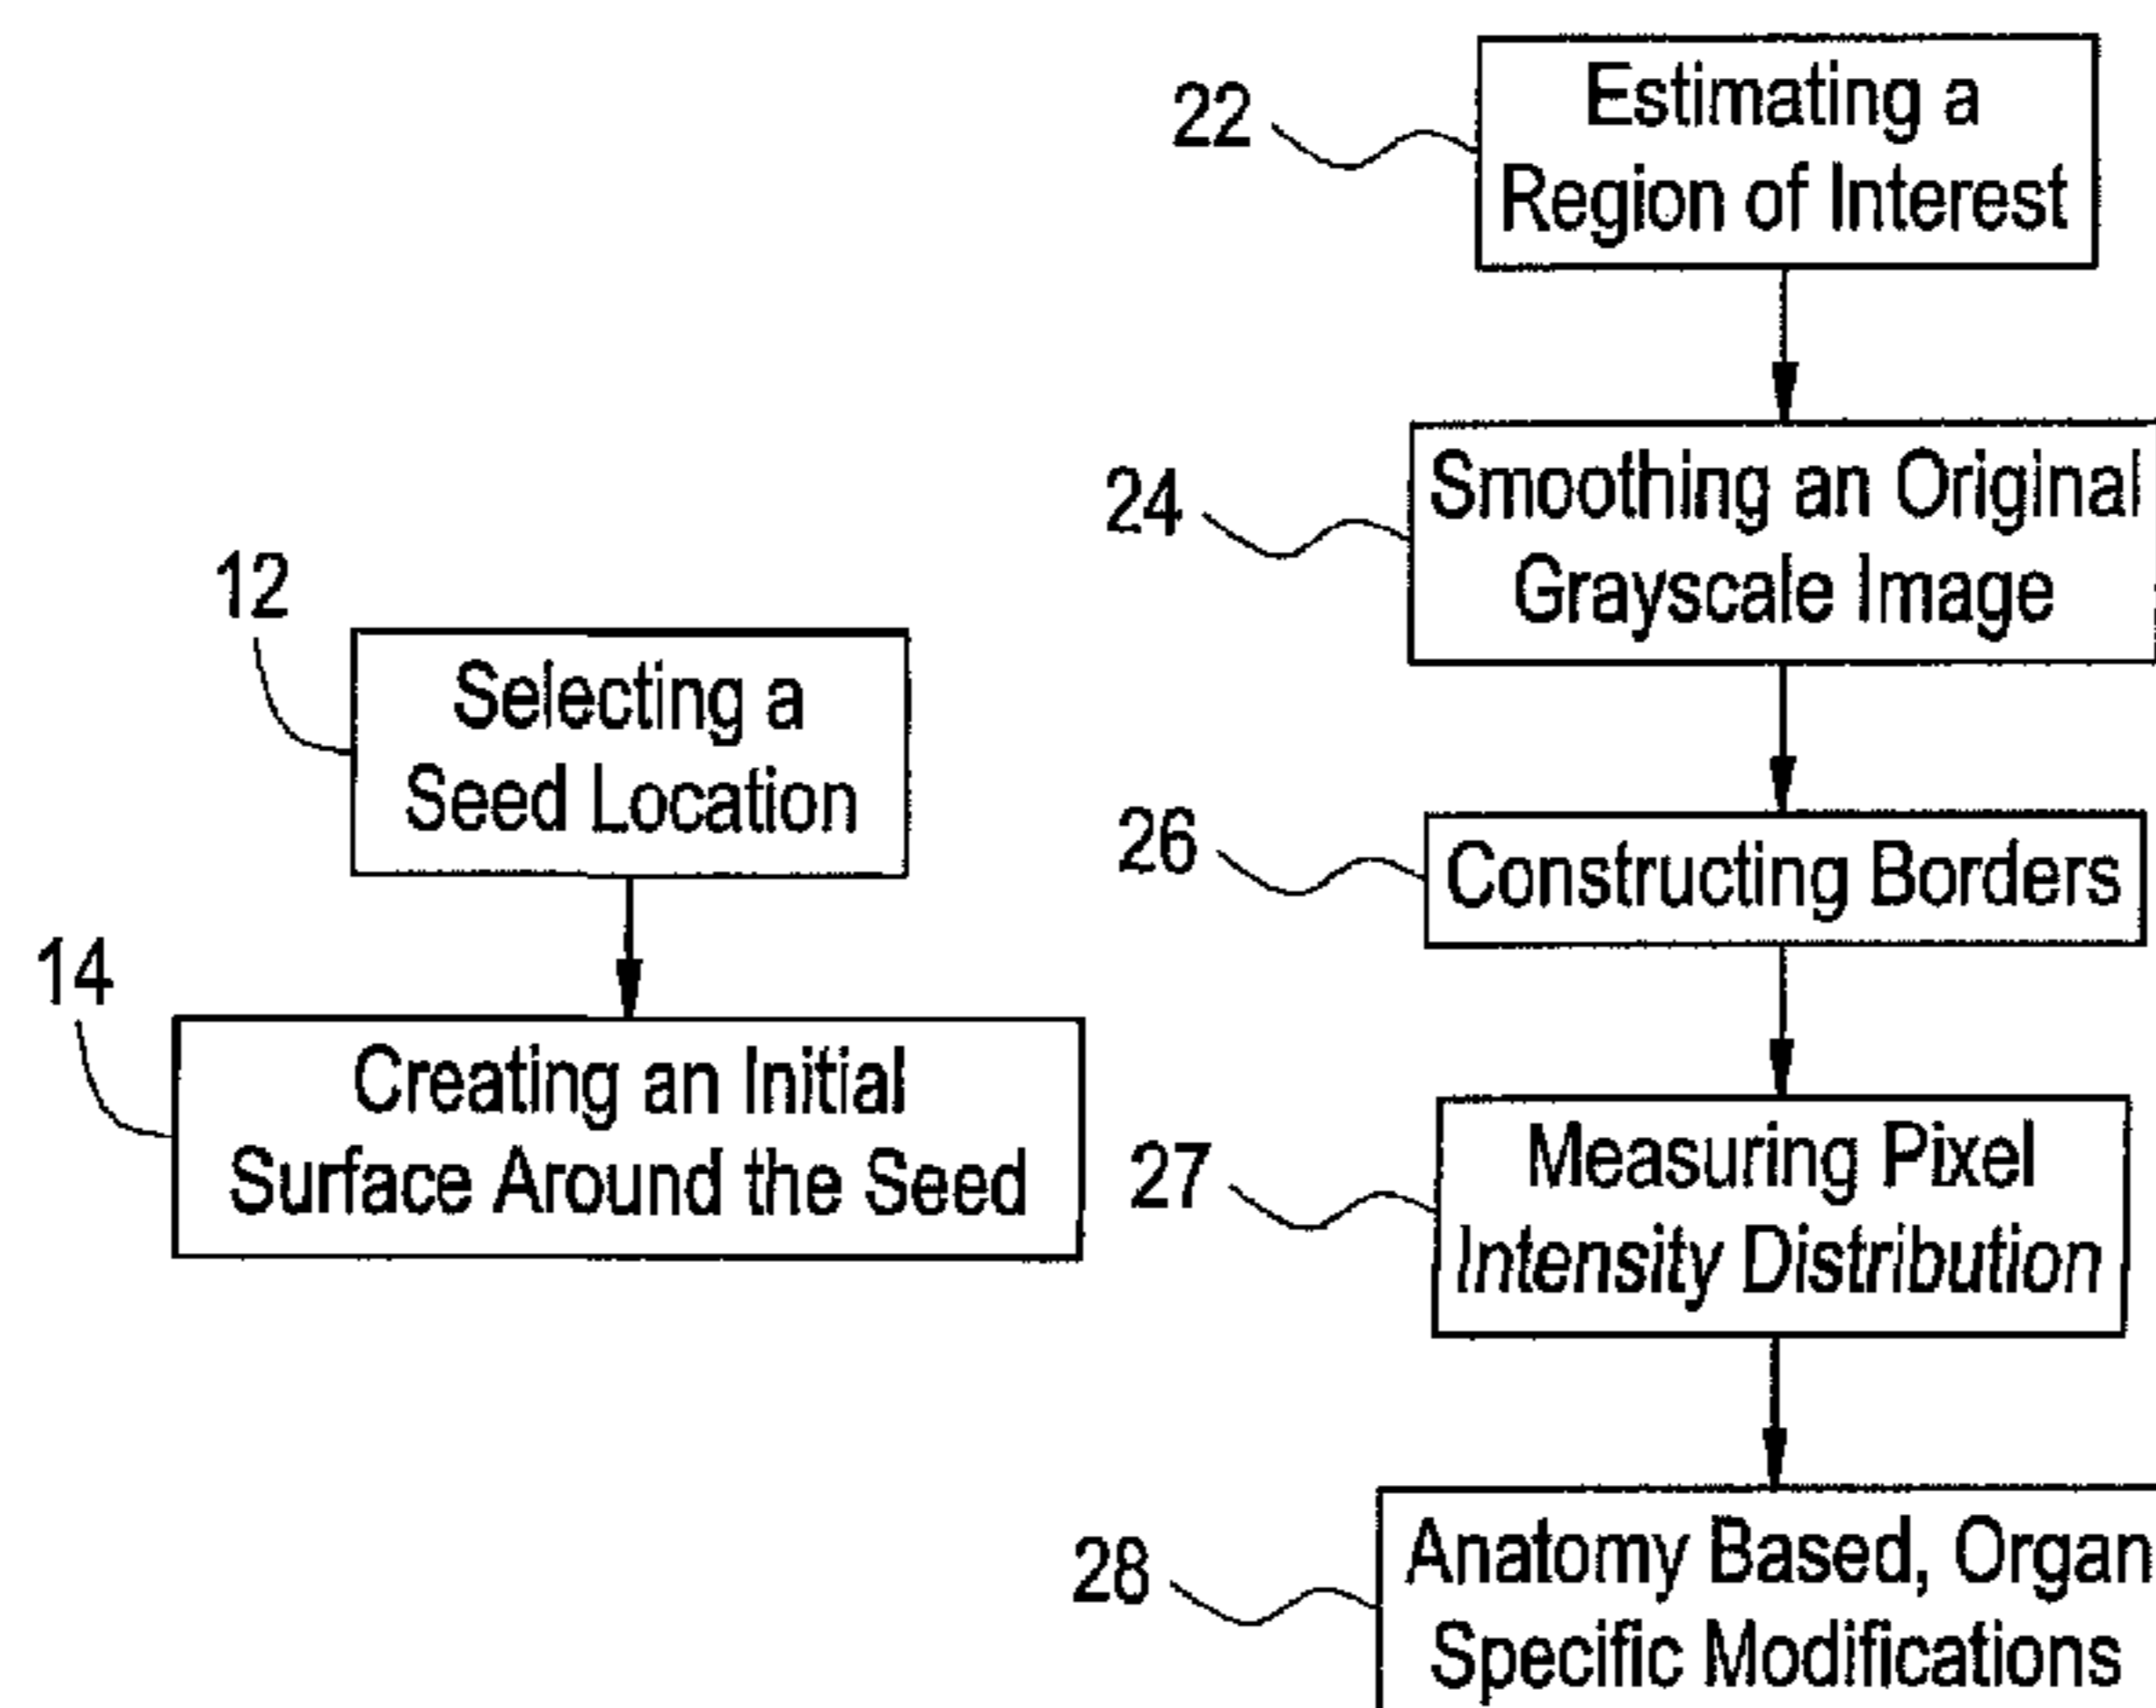 12
Selecting a
Seed Location
14
Creating an Initial
Surface Around the Seed
22
Estimating a
Region of Interest
24
Smoothing an Original
Grayscale Image
26
Constructing Borders
27
Measuring Pixel
Intensity Distribution
28
Anatomy Based, Organ
Specific Modifications